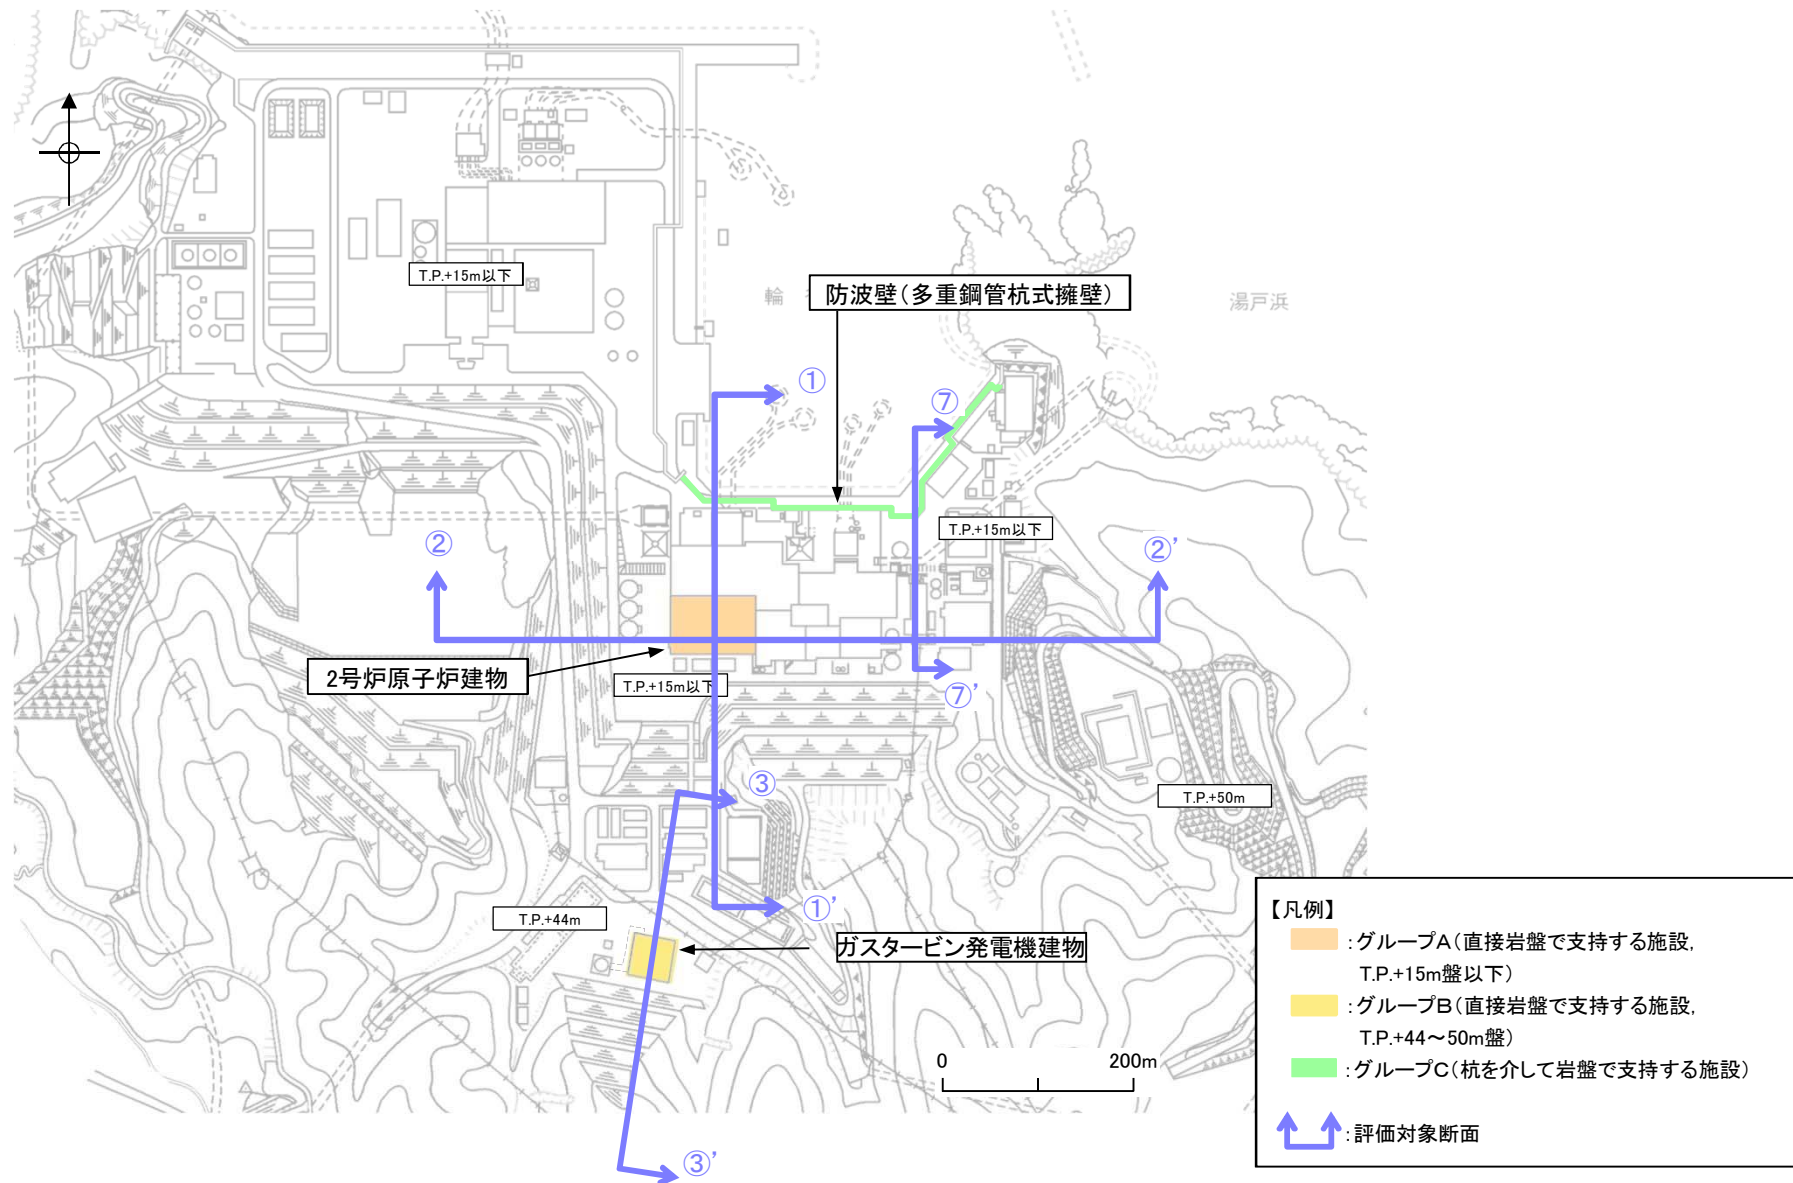 T.P.+15m以下
防波壁(多重鋼管杭式擁壁)
輪
湯戸浜
①
⑦
T.P.+15m以下
②
②'
2号炉原子炉建物
T.P.+15m以下
⑦'
③
T.P.+50m
①'
T.P.+44m
ガスタービン発電機建物
0 200m
③'
【凡例】
:グループA(直接岩盤で支持する施設,
T.P.+15m盤以下)
:グループB(直接岩盤で支持する施設,
T.P.+44~50m盤)
:グループC(杭を介して岩盤で支持する施設)
:評価対象断面